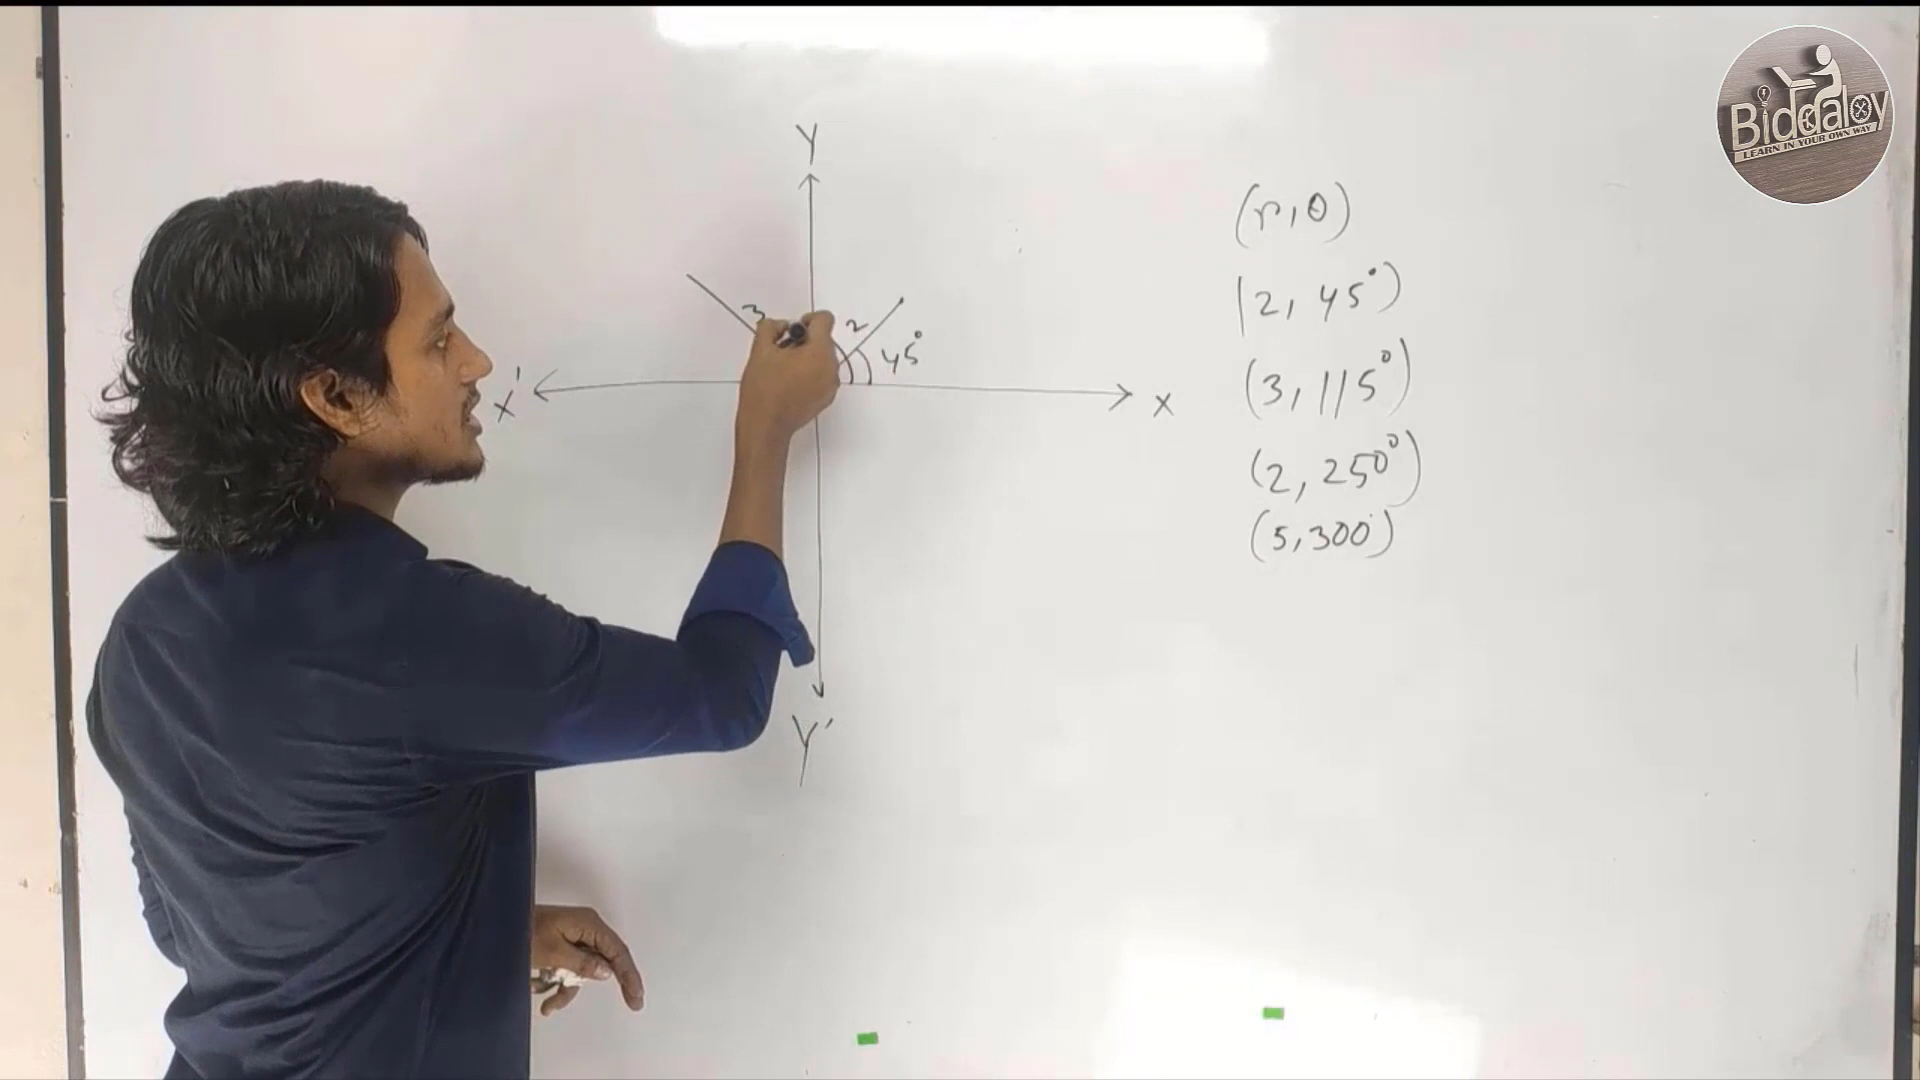 Biddaloy
LEARN IN YOUR OWN WAY
Y
(r, θ)
(2, 45°)
3
2
45°
(3, 115°)
X'
X
(2, 250°)
(5, 300°)
Y'